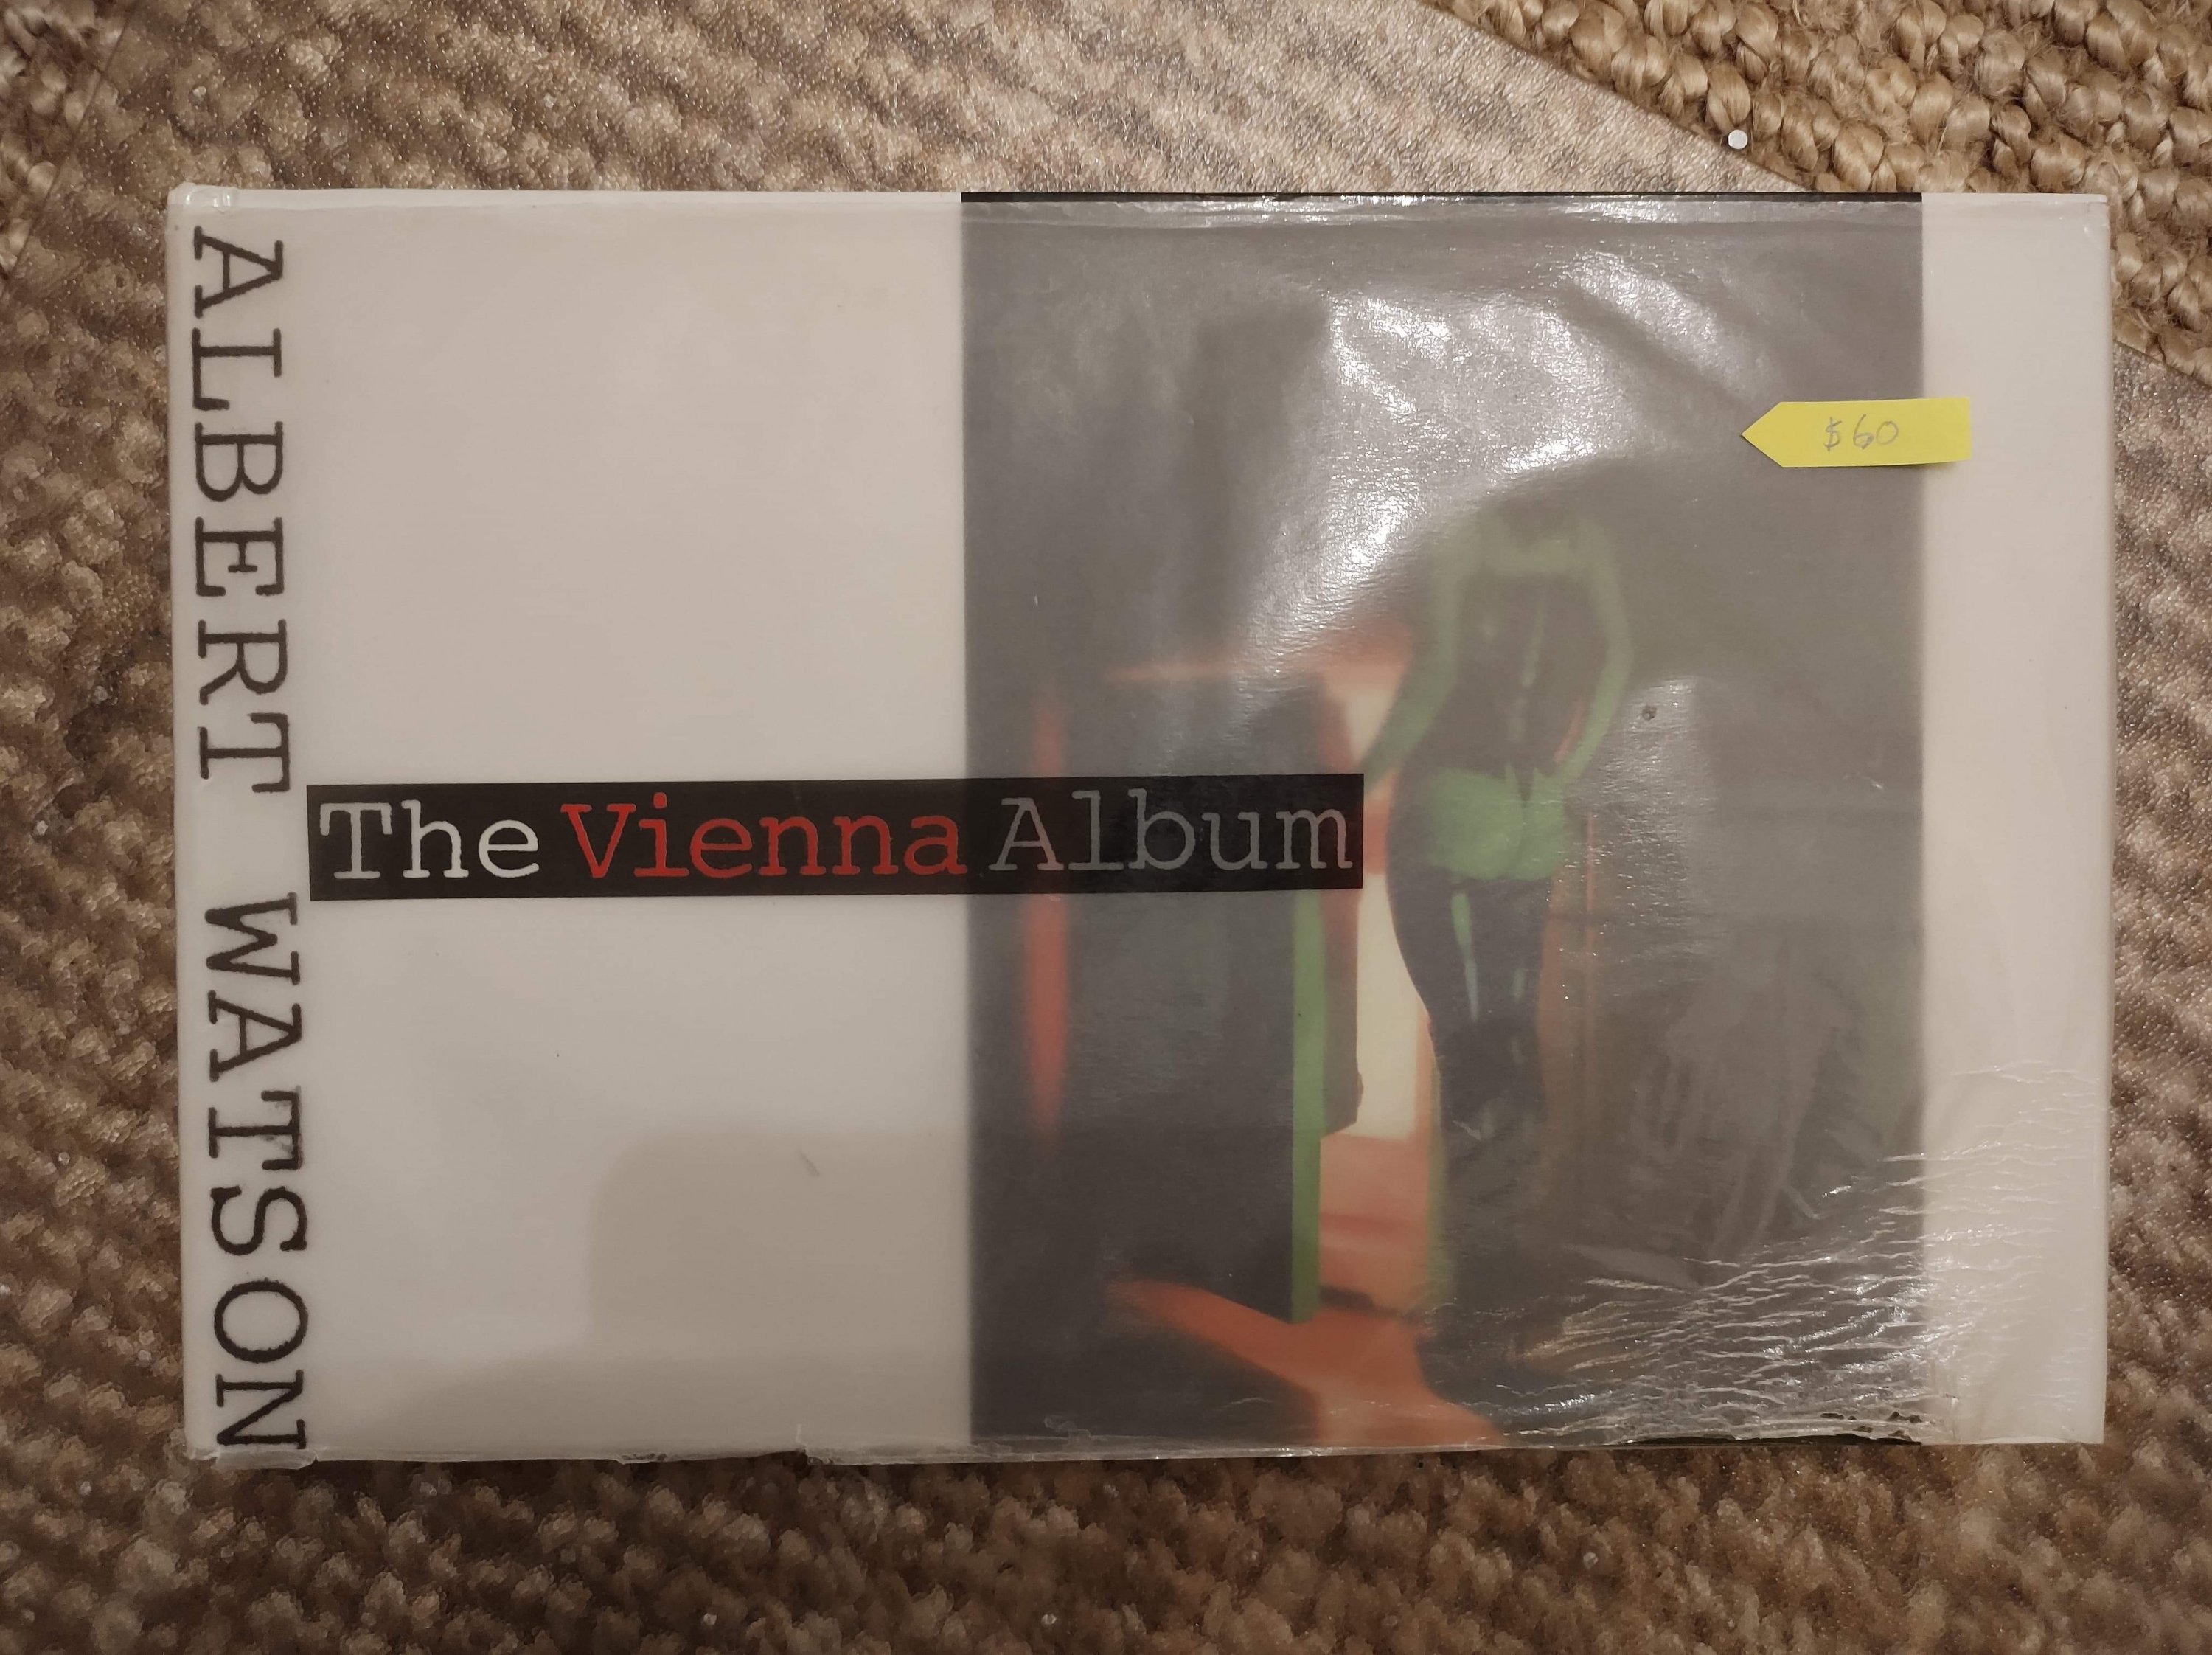 ALBERT WATSON
The Vienna Album
$60